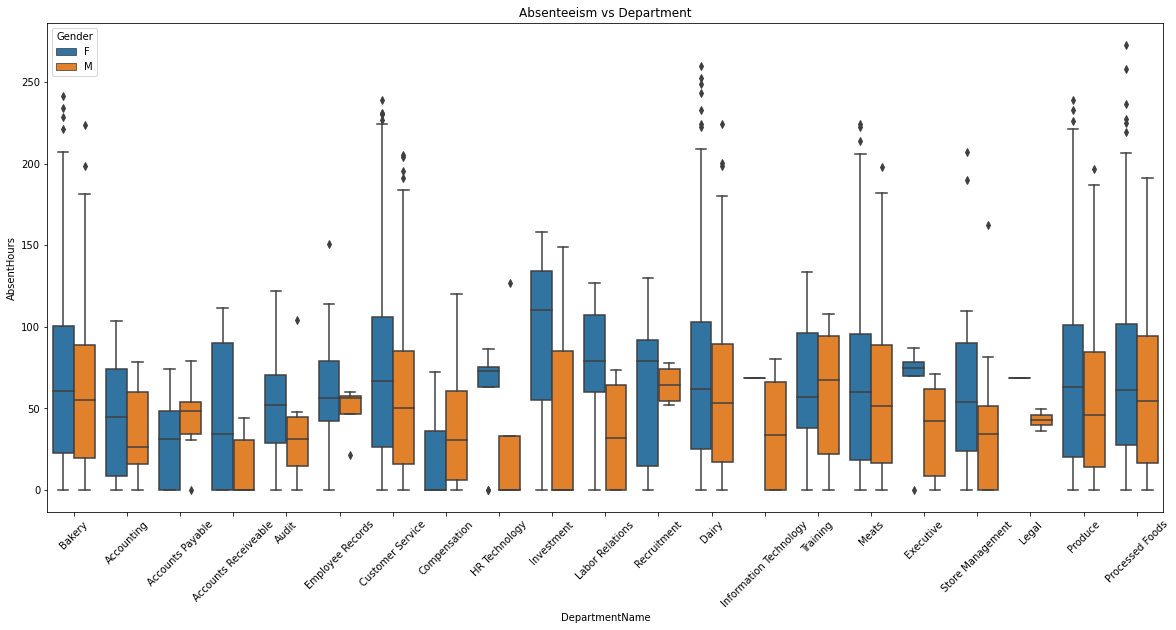 Absenteeism vs Department
Gender
F
M
AbsentHours
250
200
150
100
50
0
Bakery
Accounting
Accounts Payable
Accounts Receiveable
Audit
Employee Records
Customer Service
Compensation
HR Technology
Investment
Labor Relations
Recruitment
Dairy
Information Technology
Training
Meats
Executive
Store Management
Legal
Produce
Processed Foods
DepartmentName